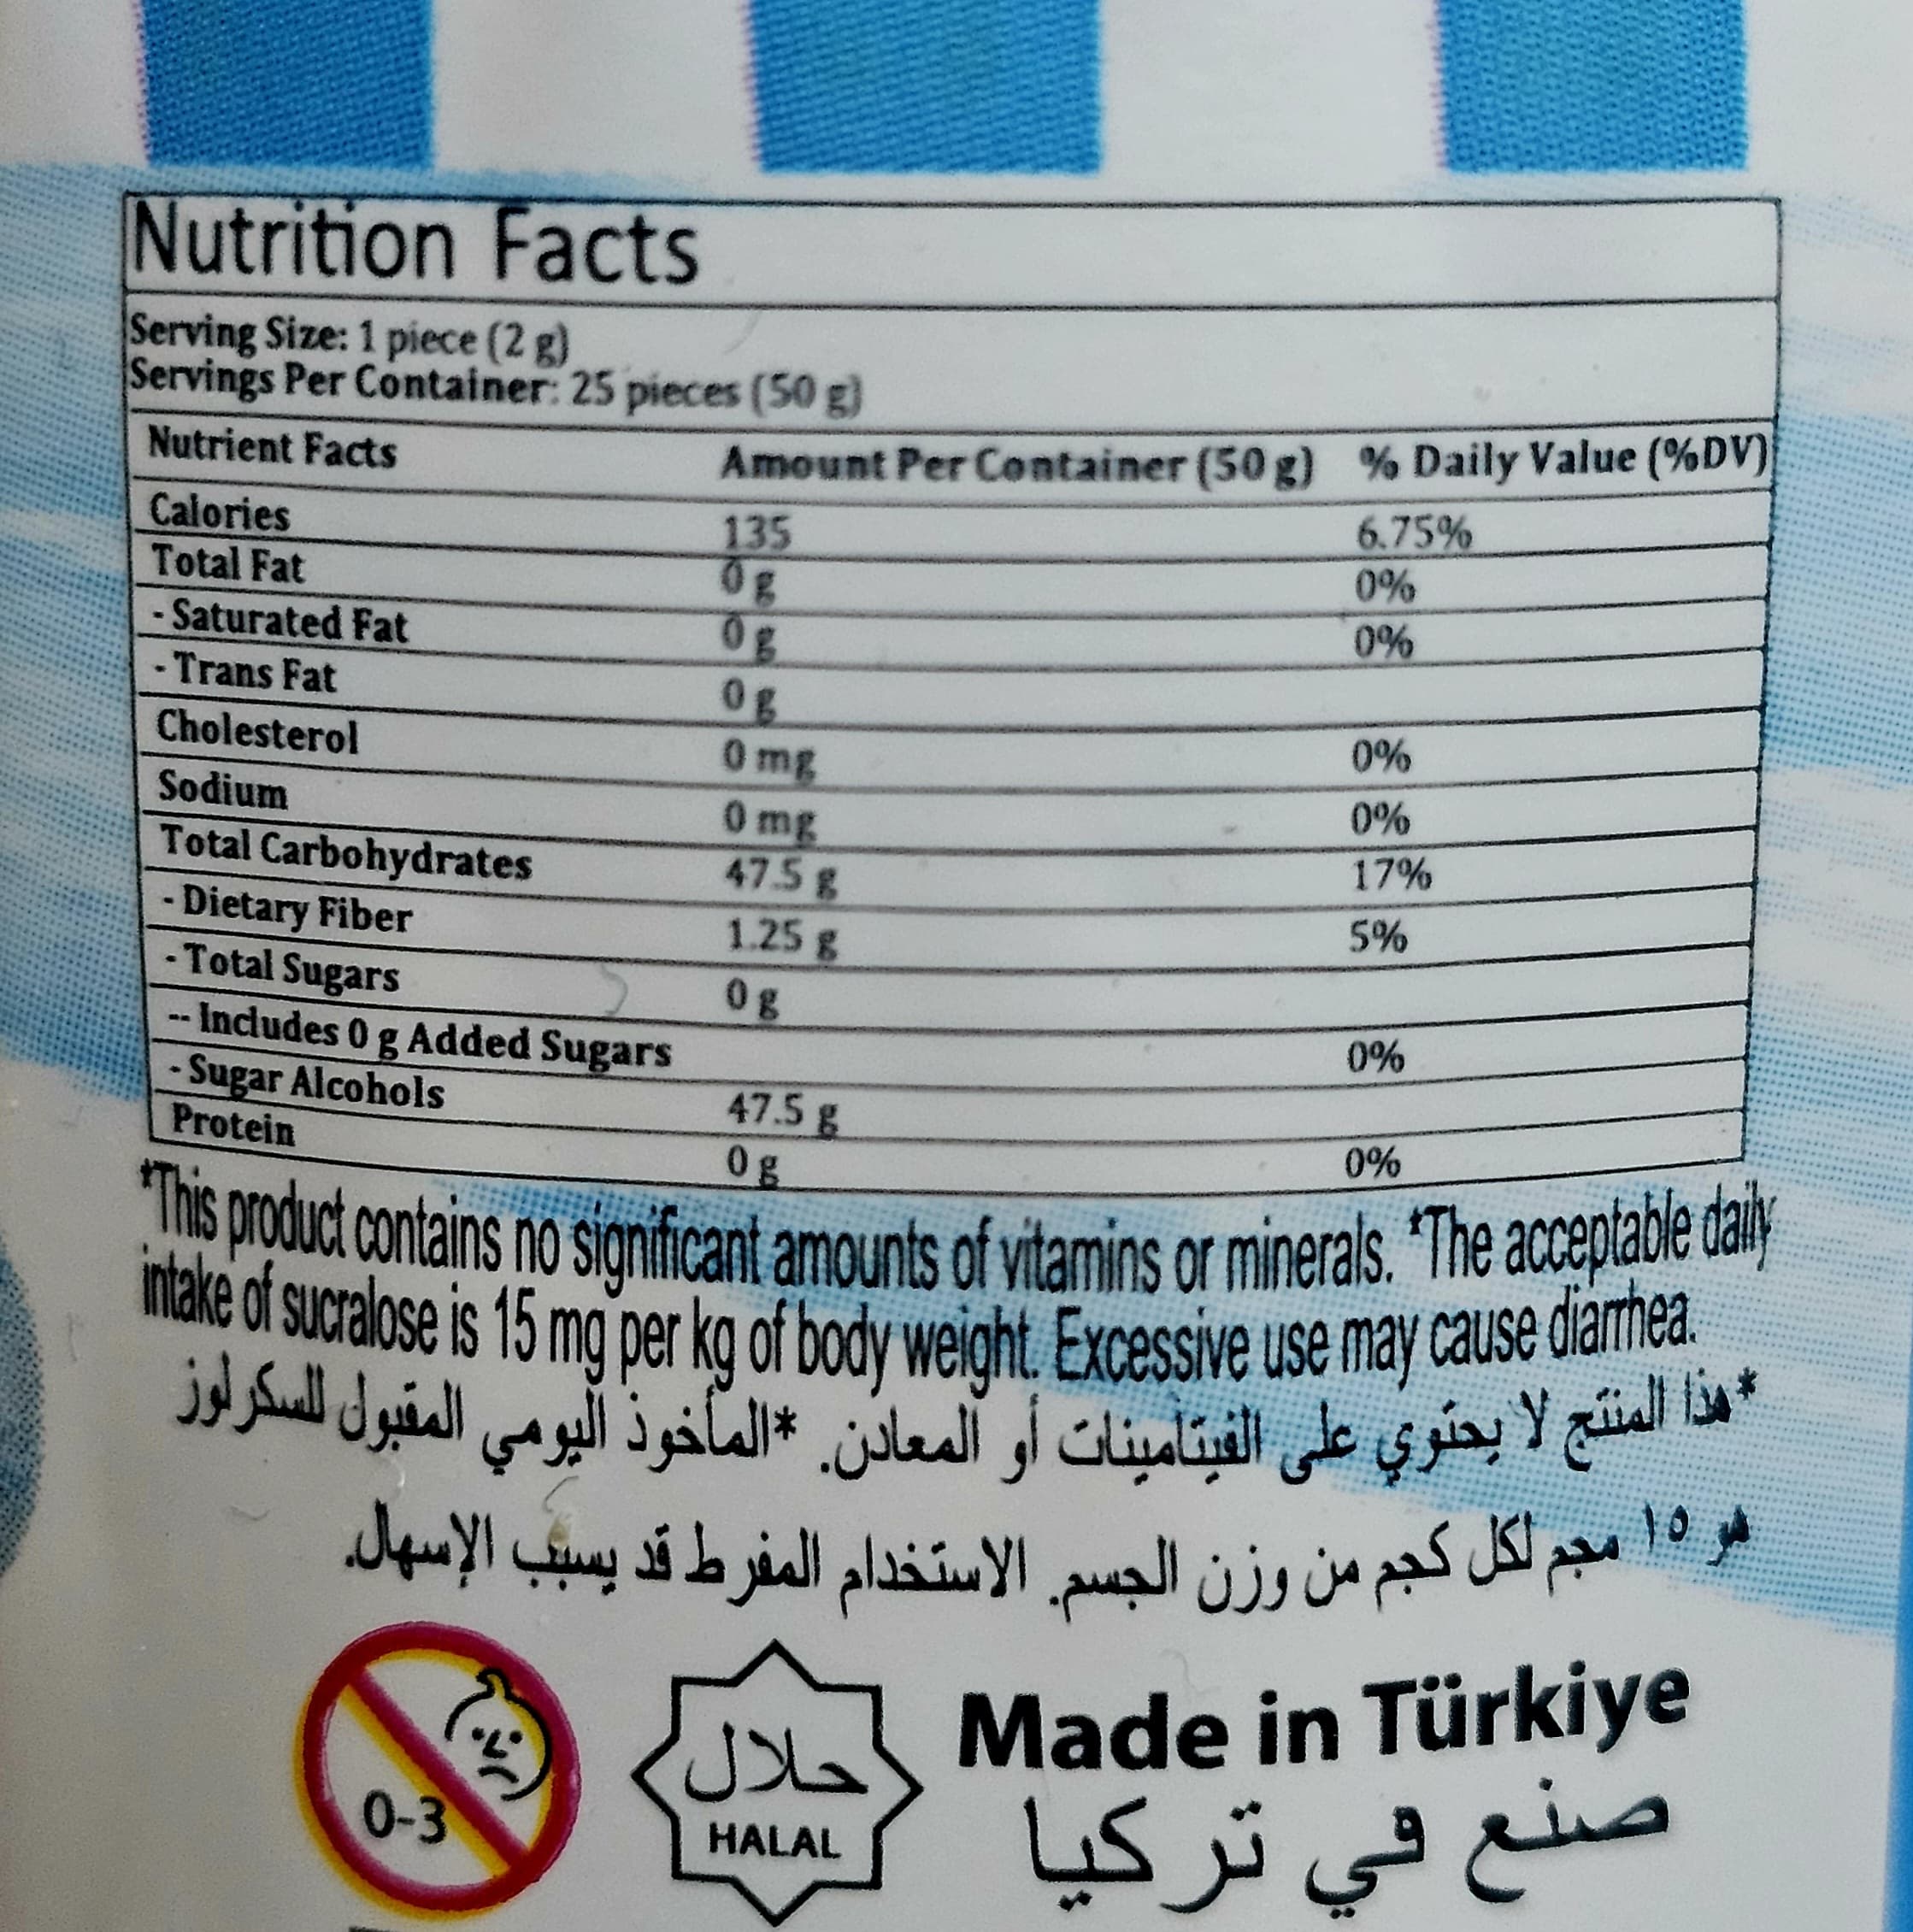 Nutrition Facts
Serving Size: 1 piece (2 g)
Servings Per Container: 25 pieces (50 g)
Nutrient Facts Amount Per Container (50 g) % Daily Value (%DV)
Calories 135 6.75%
Total Fat 0 g 0%
- Saturated Fat 0 g 0%
- Trans Fat 0 g
Cholesterol 0 mg 0%
Sodium 0 mg 0%
Total Carbohydrates 47.5 g 17%
- Dietary Fiber 1.25 g 5%
- Total Sugars 0 g
-- Includes 0 g Added Sugars 0%
- Sugar Alcohols 47.5 g
Protein 0 g 0%
*This product contains no significant amounts of vitamins or minerals. *The acceptable daily
intake of sucralose is 15 mg per kg of body weight. Excessive use may cause diarrhea.
*هذا المنتج لا يحتوي على الفيتامينات أو المعادن. *المأخوذ اليومي المقبول للسكرلوز
هو ١٥ مجم لكل كجم من وزن الجسم. الاستخدام المفرط قد يسبب الإسهال.
0-3
حلال
HALAL
Made in Türkiye
صنع في تركيا